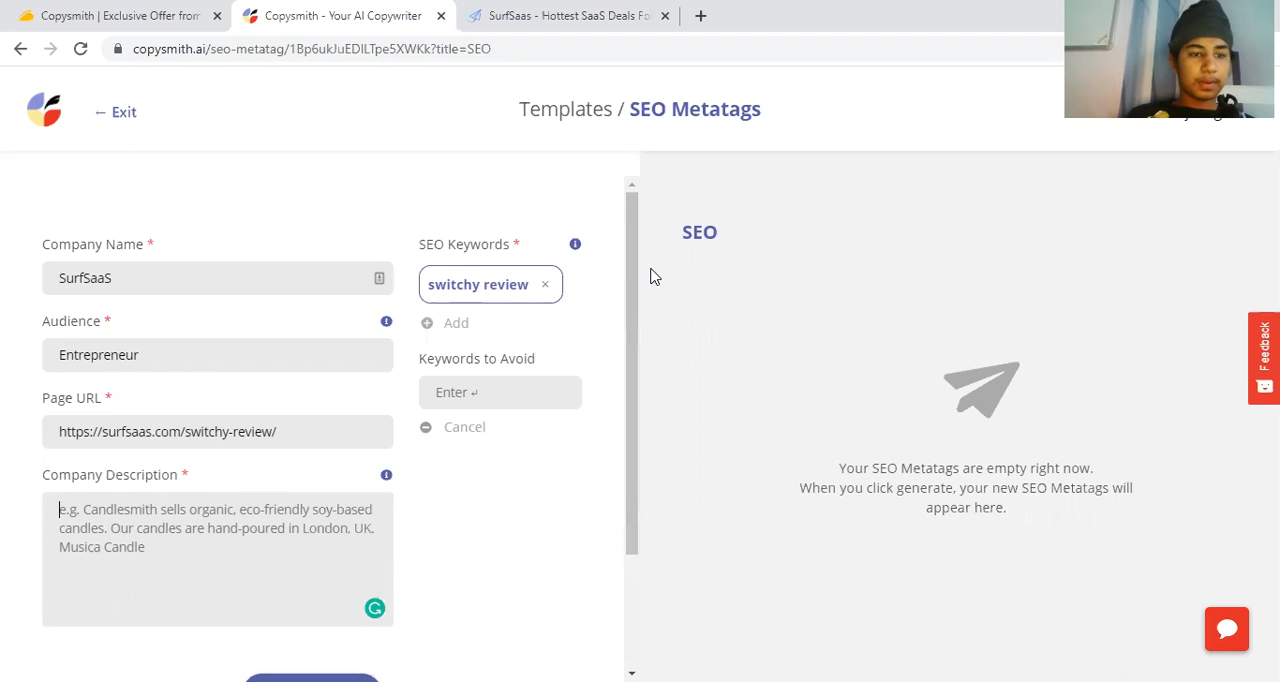 Copysmith | Exclusive Offer from
Copysmith - Your AI Copywriter
SurfSaas - Hottest SaaS Deals Fo
copysmith.ai/seo-metatag/1Bp6ukJuEDILTpe5XWKk?title=SEO
← Exit
Templates / SEO Metatags
Company Name *
SurfSaaS
Audience *
Entrepreneur
Page URL *
https://surfsaas.com/switchy-review/
Company Description *
e.g. Candlesmith sells organic, eco-friendly soy-based
candles. Our candles are hand-poured in London, UK.
Musica Candle
SEO Keywords *
switchy review ×
Add
Keywords to Avoid
Enter ↵
Cancel
SEO
Your SEO Metatags are empty right now.
When you click generate, your new SEO Metatags will
appear here.
Feedback